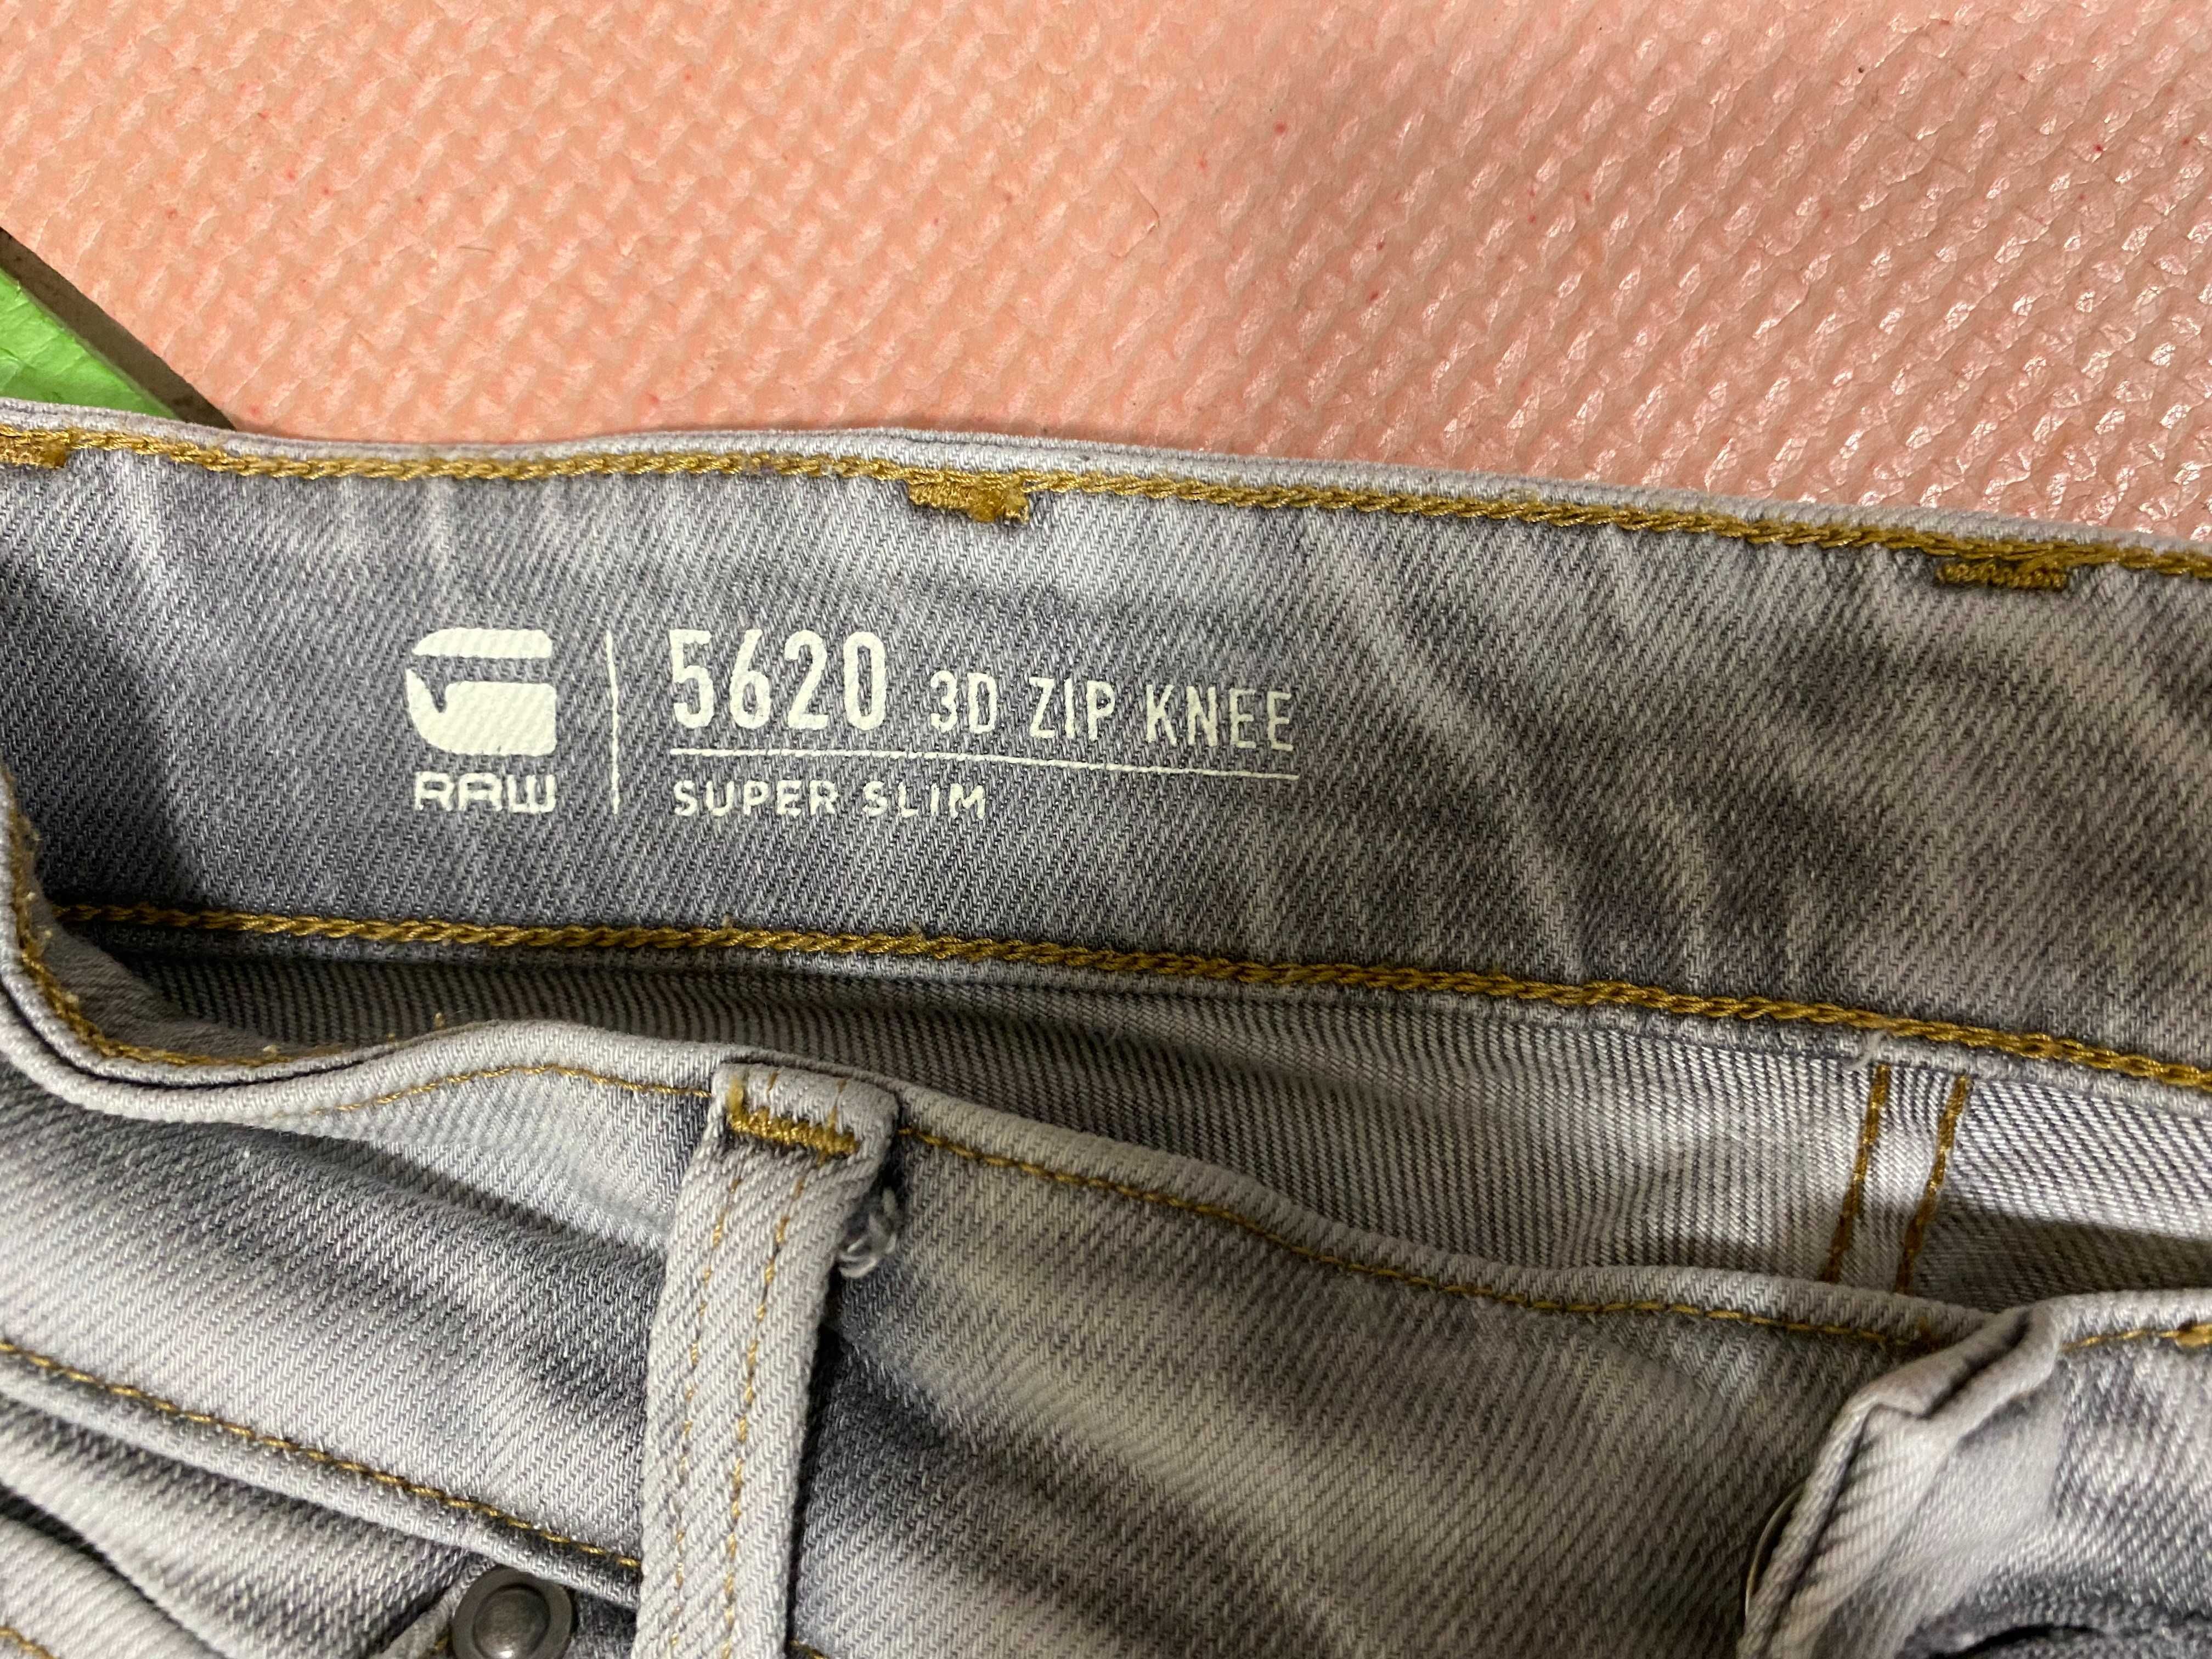 RAW
5620 3D ZIP KNEE
SUPER SLIM